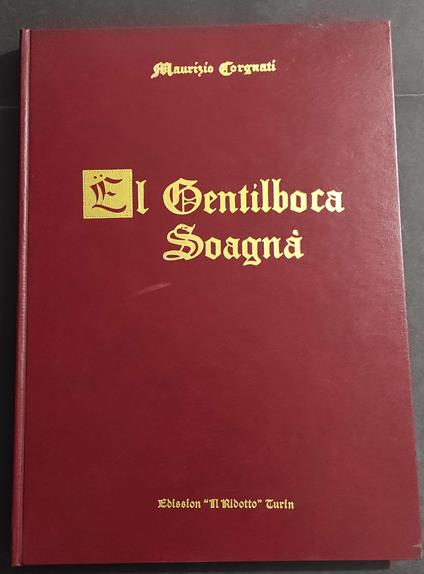 Maurizio Corgnati
Ël Gentilboca
Soagnà
Edission "Il Ridotto" Turin